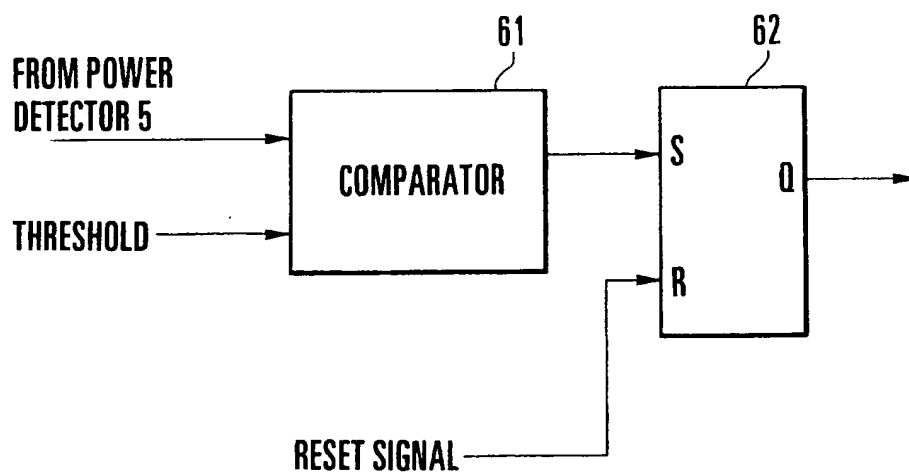 61
62
FROM POWER
DETECTOR 5
S
COMPARATOR
Q
THRESHOLD
R
RESET SIGNAL